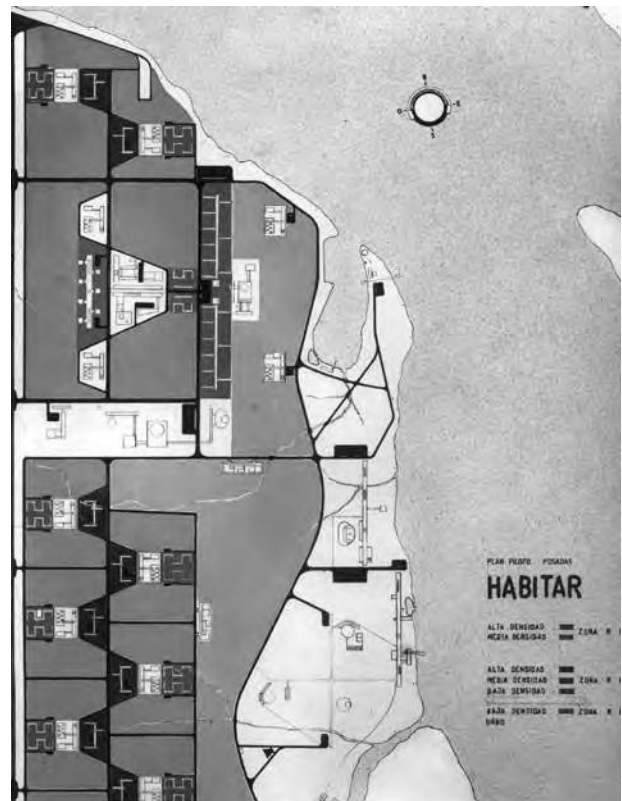 N
O E
S
PLAN PILOTO POSADAS
HABITAR
ALTA DENSIDAD
MEDIA DENSIDAD ZONA R
ALTA DENSIDAD
MEDIA DENSIDAD ZONA R
BAJA DENSIDAD
BAJA DENSIDAD ZONA R